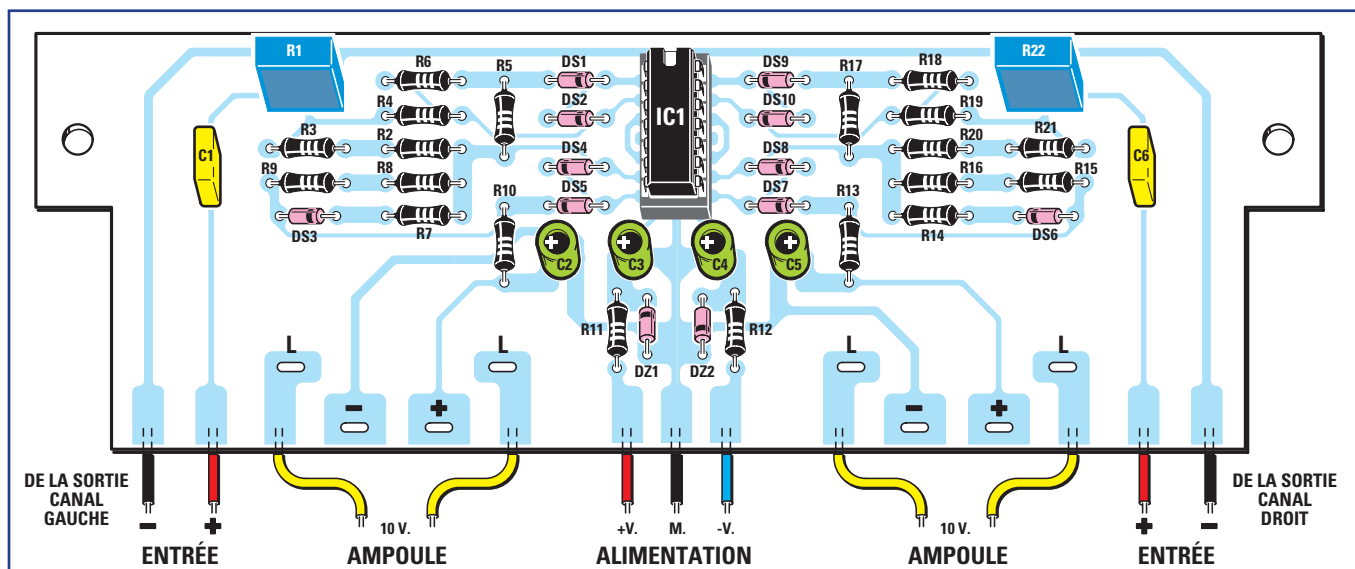 R1
R22
R6
R5
DS1
DS9
R17
R18
IC1
R4
DS2
DS10
R19
R3
R2
R20
R21
C1
C6
R9
R8
DS4
DS8
R16
R15
R10
DS5
DS7
R13
DS3
R7
R14
DS6
C2
C3
C4
C5
R11
R12
DZ1
DZ2
L
L
L
L
− +
− +
DE LA SORTIE
CANAL
GAUCHE
DE LA SORTIE
CANAL
DROIT
− +
10 V.
+V. M. -V.
10 V.
+ −
ENTRÉE AMPOULE ALIMENTATION AMPOULE ENTRÉE